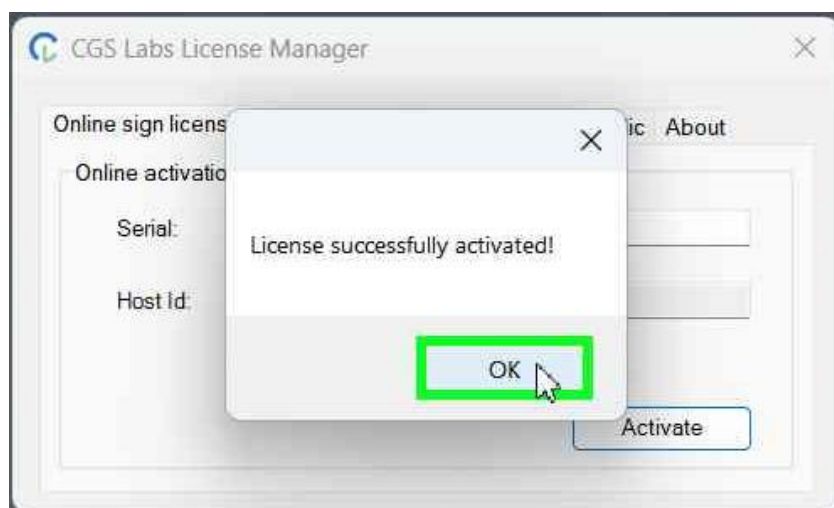 CGS Labs License Manager
Online sign licens ic About
Online activatio
Serial:
License successfully activated!
Host Id:
OK
Activate